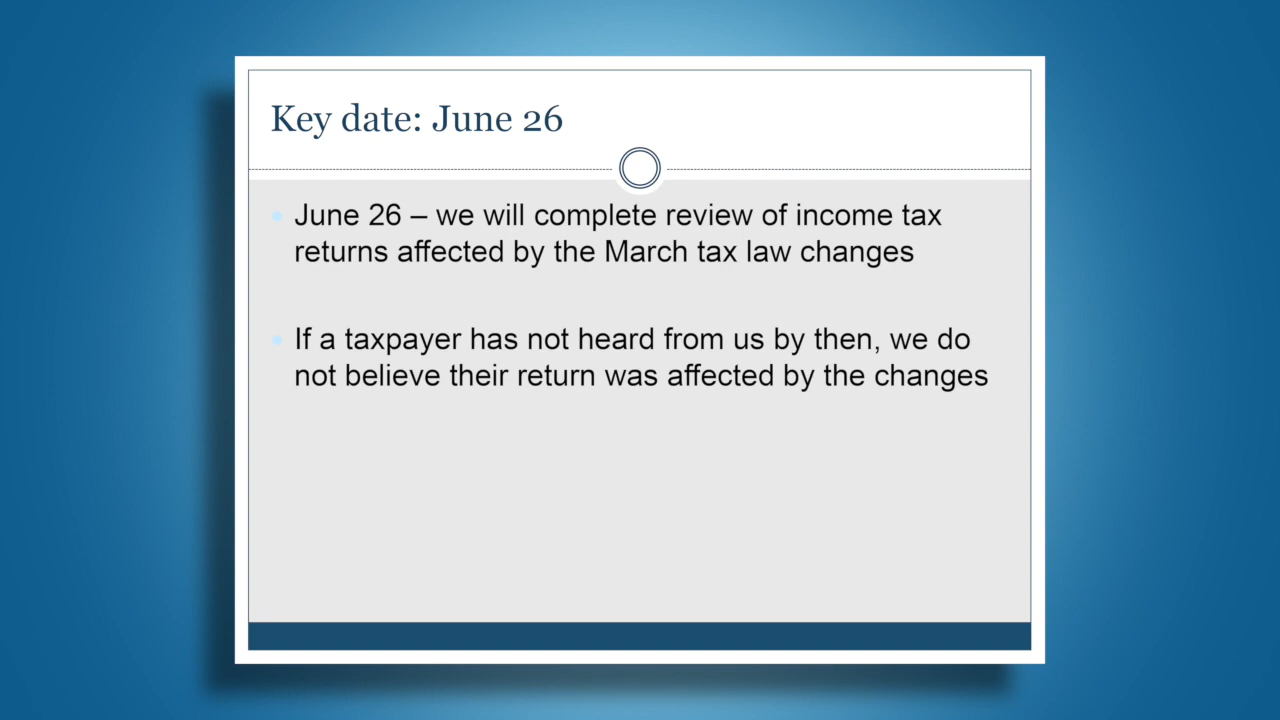 Key date: June 26
• June 26 – we will complete review of income tax
returns affected by the March tax law changes
• If a taxpayer has not heard from us by then, we do
not believe their return was affected by the changes